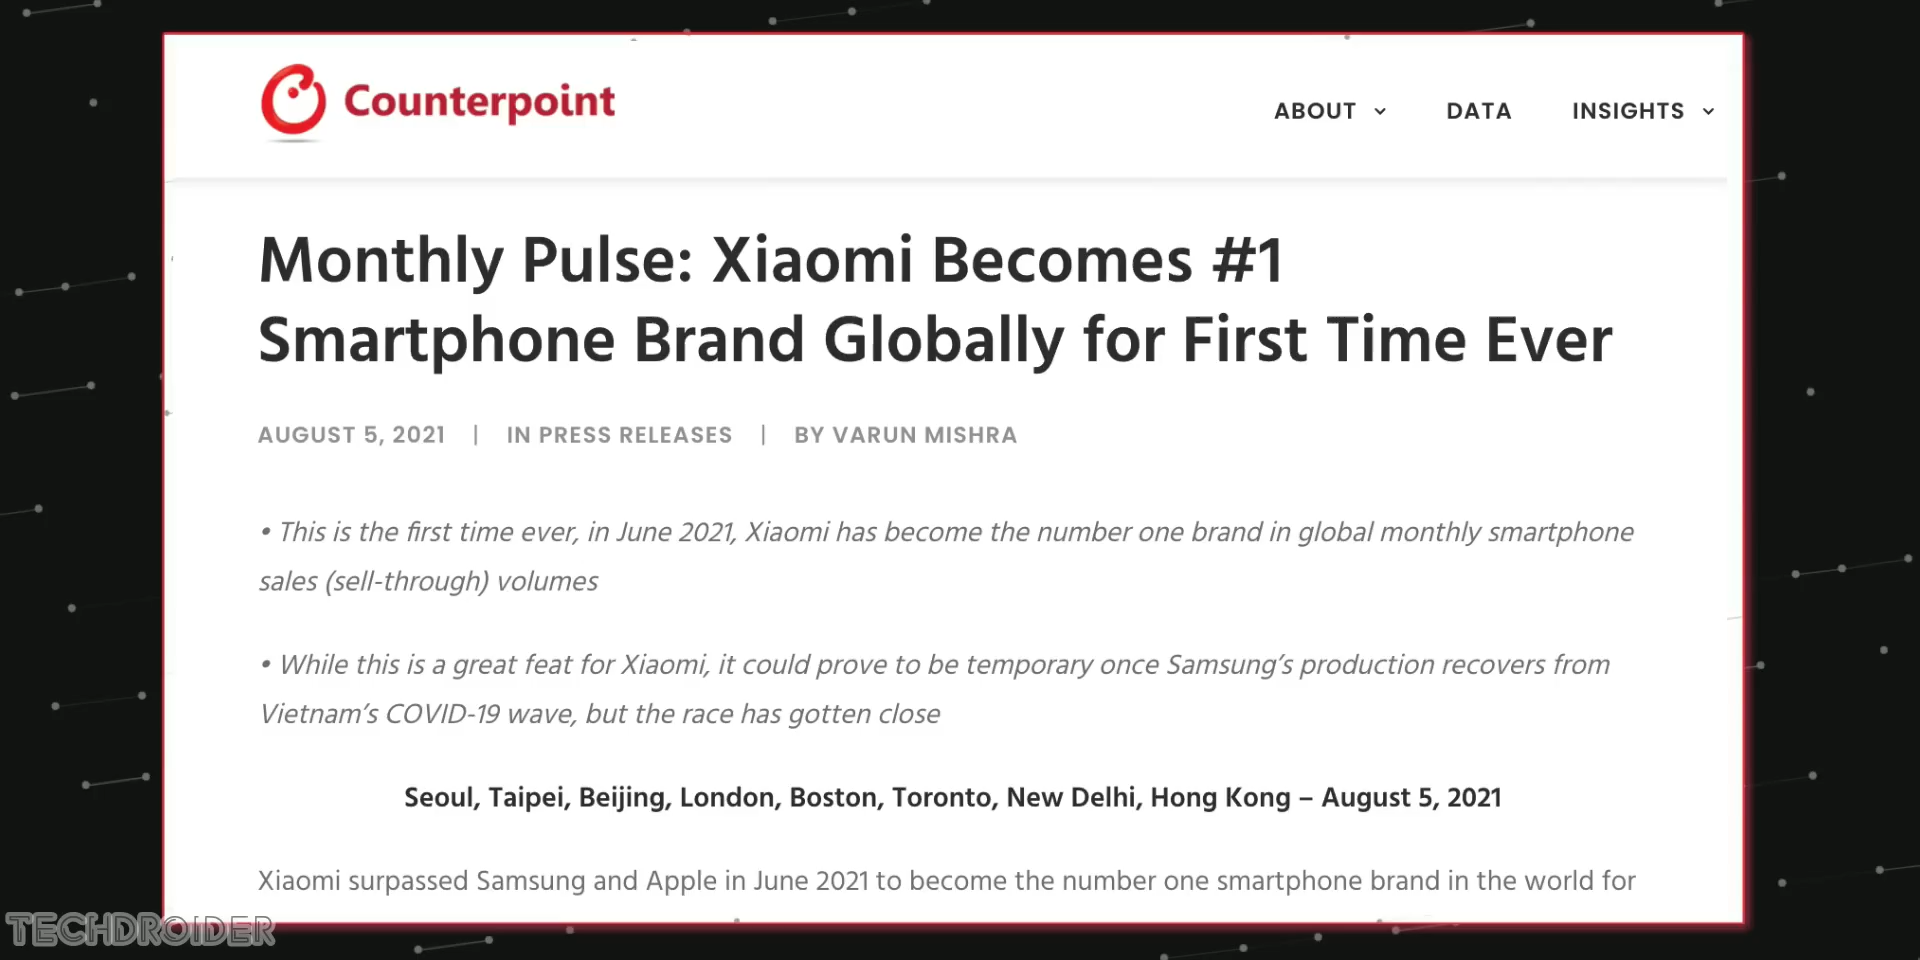 Counterpoint
ABOUT DATA INSIGHTS
Monthly Pulse: Xiaomi Becomes #1
Smartphone Brand Globally for First Time Ever
AUGUST 5, 2021 | IN PRESS RELEASES | BY VARUN MISHRA
• This is the first time ever, in June 2021, Xiaomi has become the number one brand in global monthly smartphone
sales (sell-through) volumes
• While this is a great feat for Xiaomi, it could prove to be temporary once Samsung’s production recovers from
Vietnam’s COVID-19 wave, but the race has gotten close
Seoul, Taipei, Beijing, London, Boston, Toronto, New Delhi, Hong Kong – August 5, 2021
Xiaomi surpassed Samsung and Apple in June 2021 to become the number one smartphone brand in the world for
TECHDROIDER